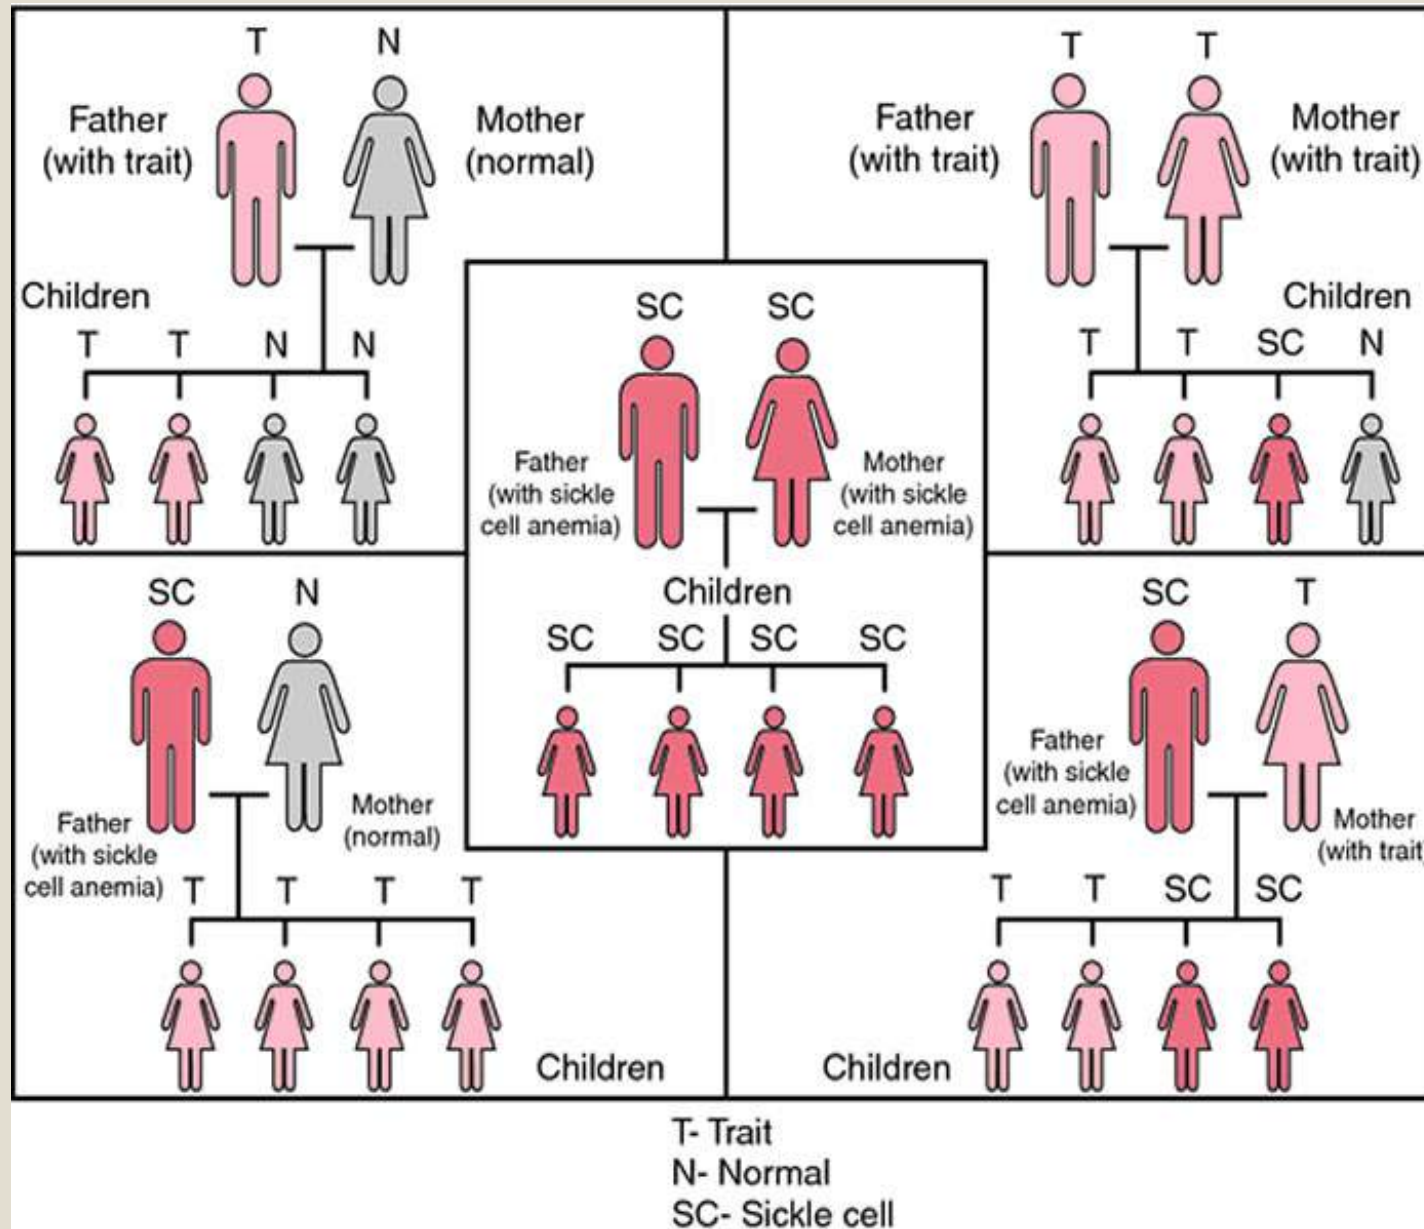 T N
Father
(with trait)
Mother
(normal)
Children
T T N N
T T
Father
(with trait)
Mother
(with trait)
Children
T T SC N
SC SC
Father
(with sickle
cell anemia)
Mother
(with sickle
cell anemia)
Children
SC SC SC SC
SC N
Father
(with sickle
cell anemia)
Mother
(normal)
T T T T
Children
SC T
Father
(with sickle
cell anemia)
Mother
(with trait
T T SC SC
Children
T- Trait
N- Normal
SC- Sickle cell